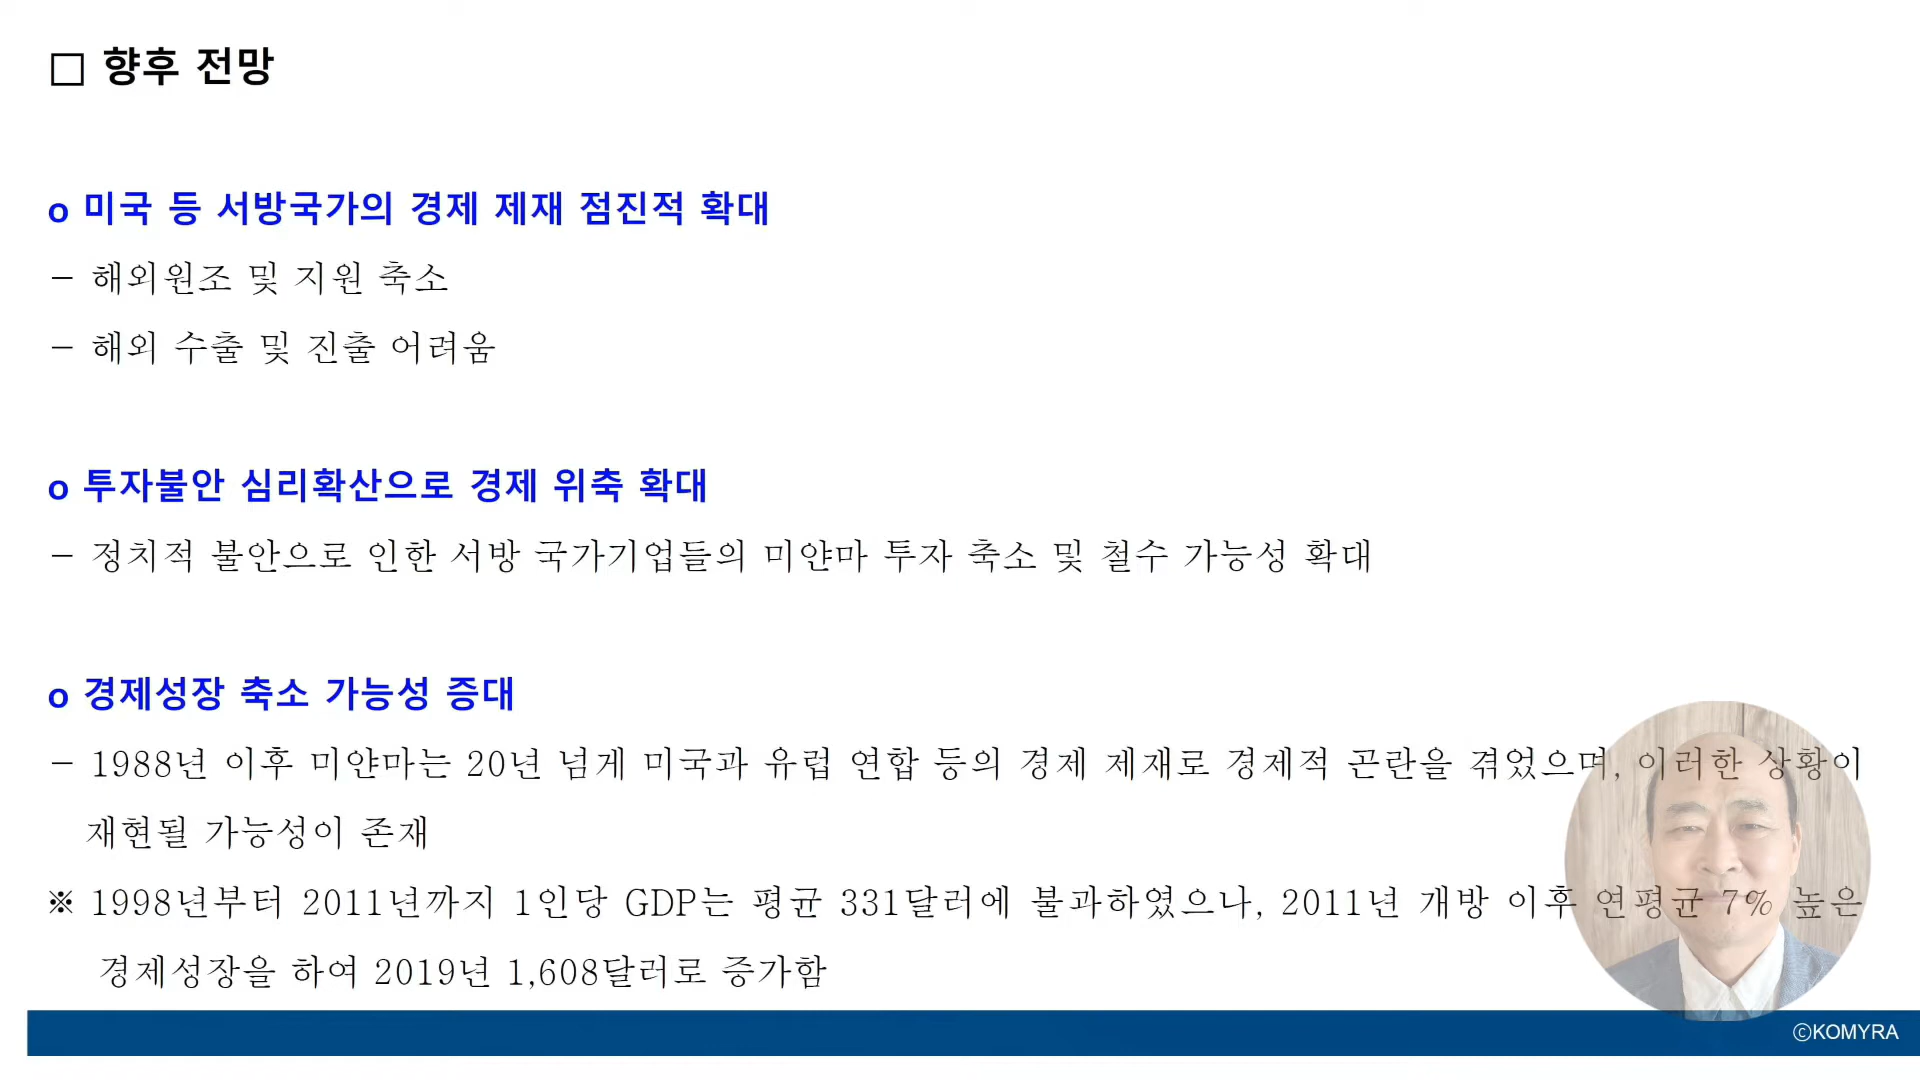 □ 향후 전망
o 미국 등 서방국가의 경제 제재 점진적 확대
- 해외원조 및 지원 축소
- 해외 수출 및 진출 어려움
o 투자불안 심리확산으로 경제 위축 확대
- 정치적 불안으로 인한 서방 국가기업들의 미얀마 투자 축소 및 철수 가능성 확대
o 경제성장 축소 가능성 증대
- 1988년 이후 미얀마는 20년 넘게 미국과 유럽 연합 등의 경제 제재로 경제적 곤란을 겪었으며, 이러한 상황이
재현될 가능성이 존재
※ 1998년부터 2011년까지 1인당 GDP는 평균 331달러에 불과하였으나, 2011년 개방 이후 연평균 7% 높은
경제성장을 하여 2019년 1,608달러로 증가함
ⓒKOMYRA